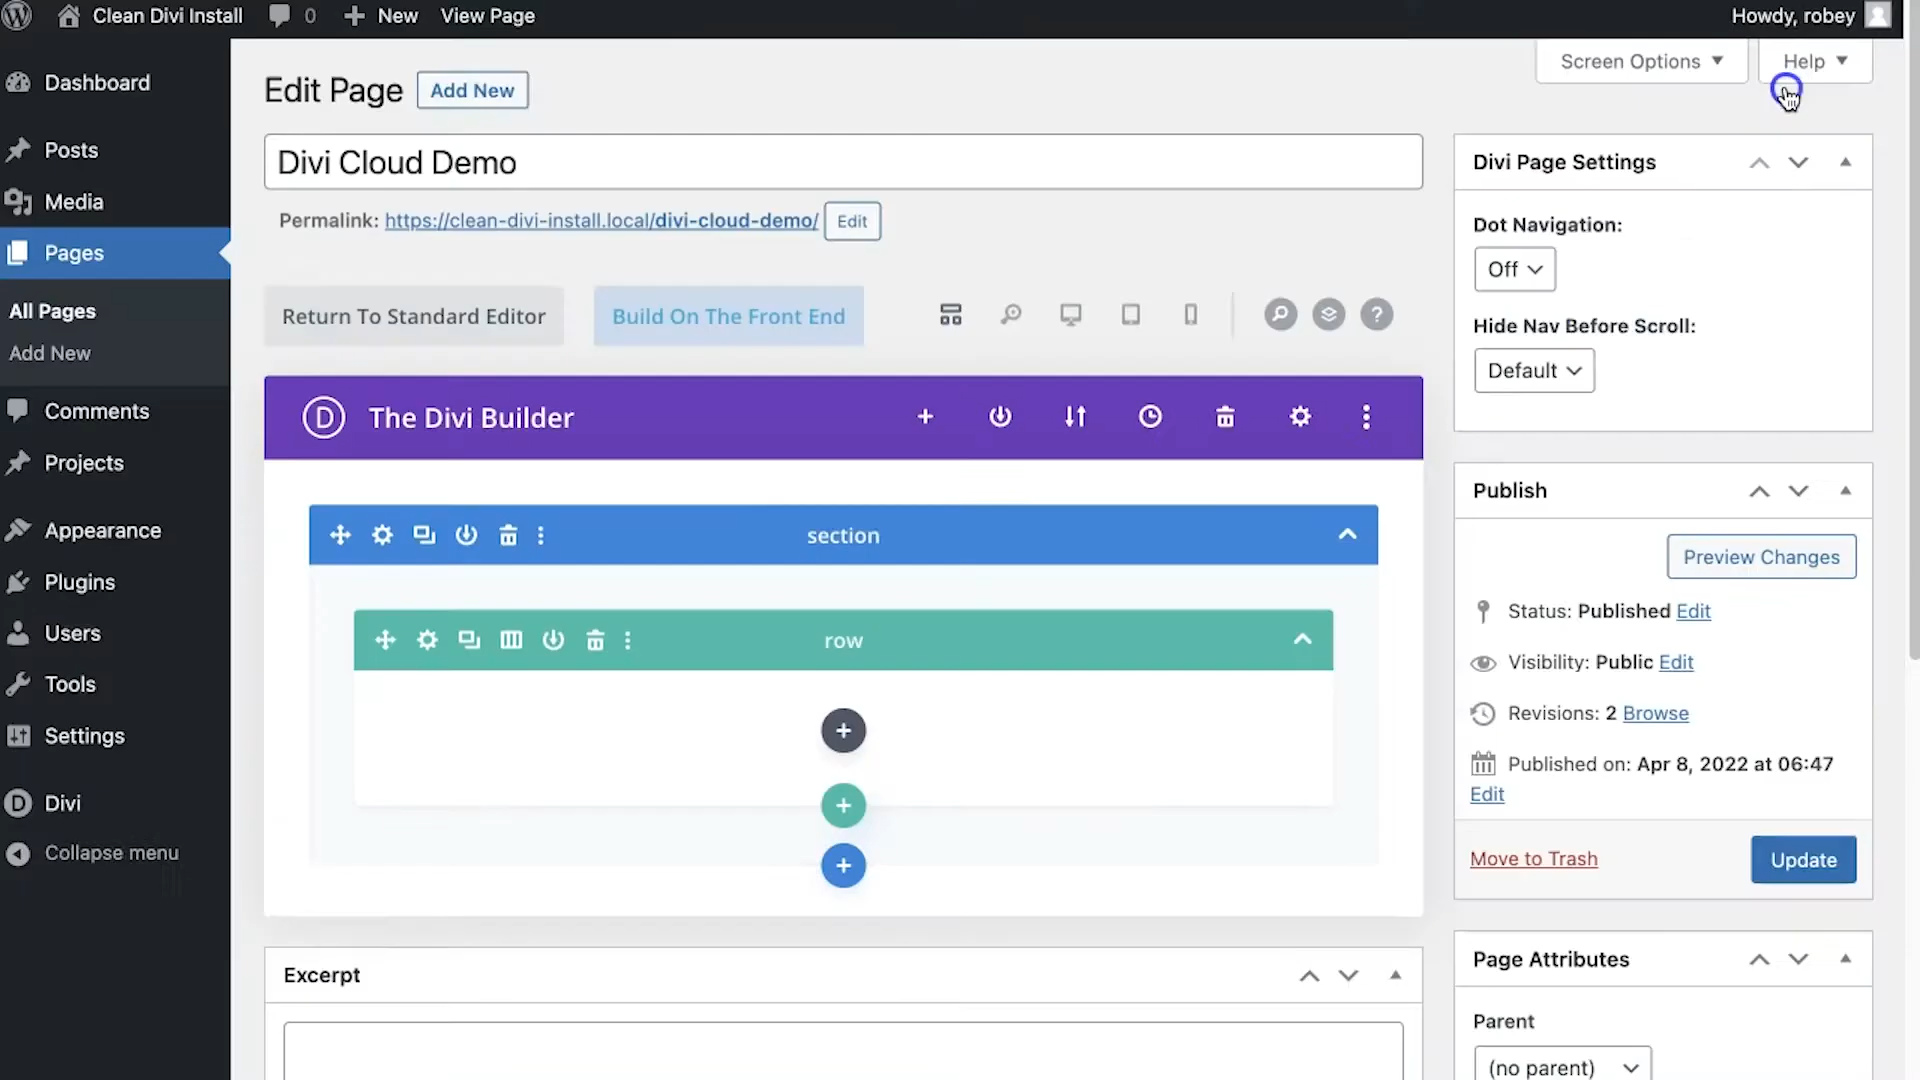 Clean Divi Install 0 New View Page Howdy, robey
Screen Options Help
Dashboard
Posts
Media
Pages
All Pages
Add New
Comments
Projects
Appearance
Plugins
Users
Tools
Settings
Divi
Collapse menu
Edit Page Add New
Divi Cloud Demo
Permalink: https://clean-divi-install.local/divi-cloud-demo/ Edit
Return To Standard Editor Build On The Front End
The Divi Builder
section
row
Excerpt
Divi Page Settings
Dot Navigation:
Off
Hide Nav Before Scroll:
Default
Publish
Preview Changes
Status: Published Edit
Visibility: Public Edit
Revisions: 2 Browse
Published on: Apr 8, 2022 at 06:47
Edit
Move to Trash Update
Page Attributes
Parent
(no parent)